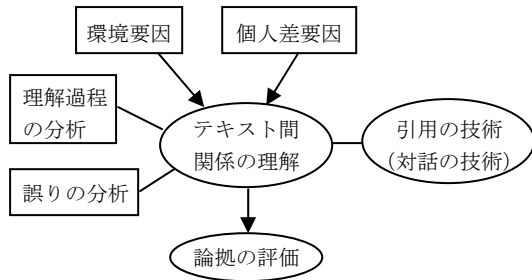 環境要因
個人差要因
理解過程
の分析
テキスト間
関係の理解
引用の技術
（対話の技術）
誤りの分析
論拠の評価